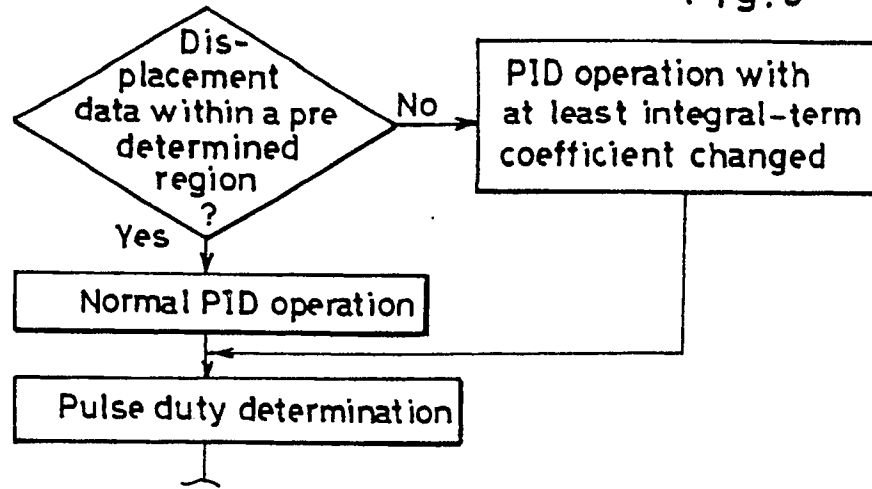 Dis-
placement
data within a pre
determined
region
?
No
PID operation with
at least integral-term
coefficient changed
Yes
Normal PID operation
Pulse duty determination